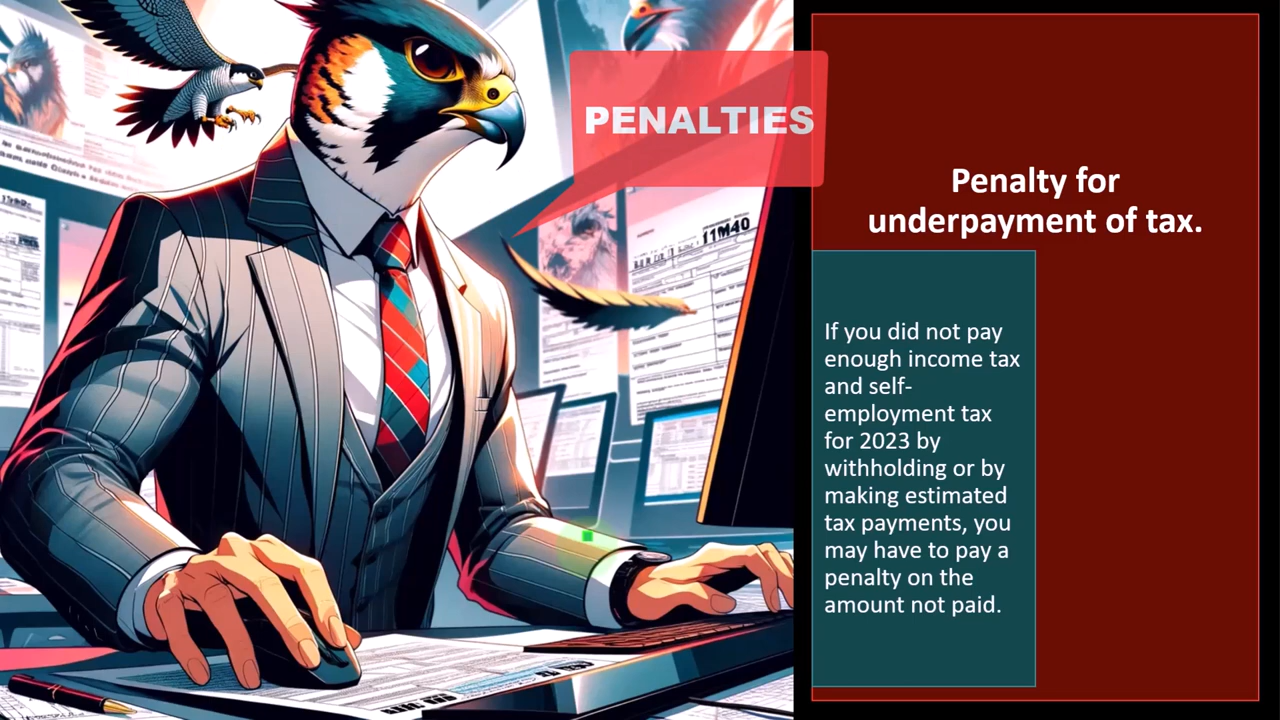 PENALTIES
11M40
Penalty for
underpayment of tax.
If you did not pay
enough income tax
and self-
employment tax
for 2023 by
withholding or by
making estimated
tax payments, you
may have to pay a
penalty on the
amount not paid.